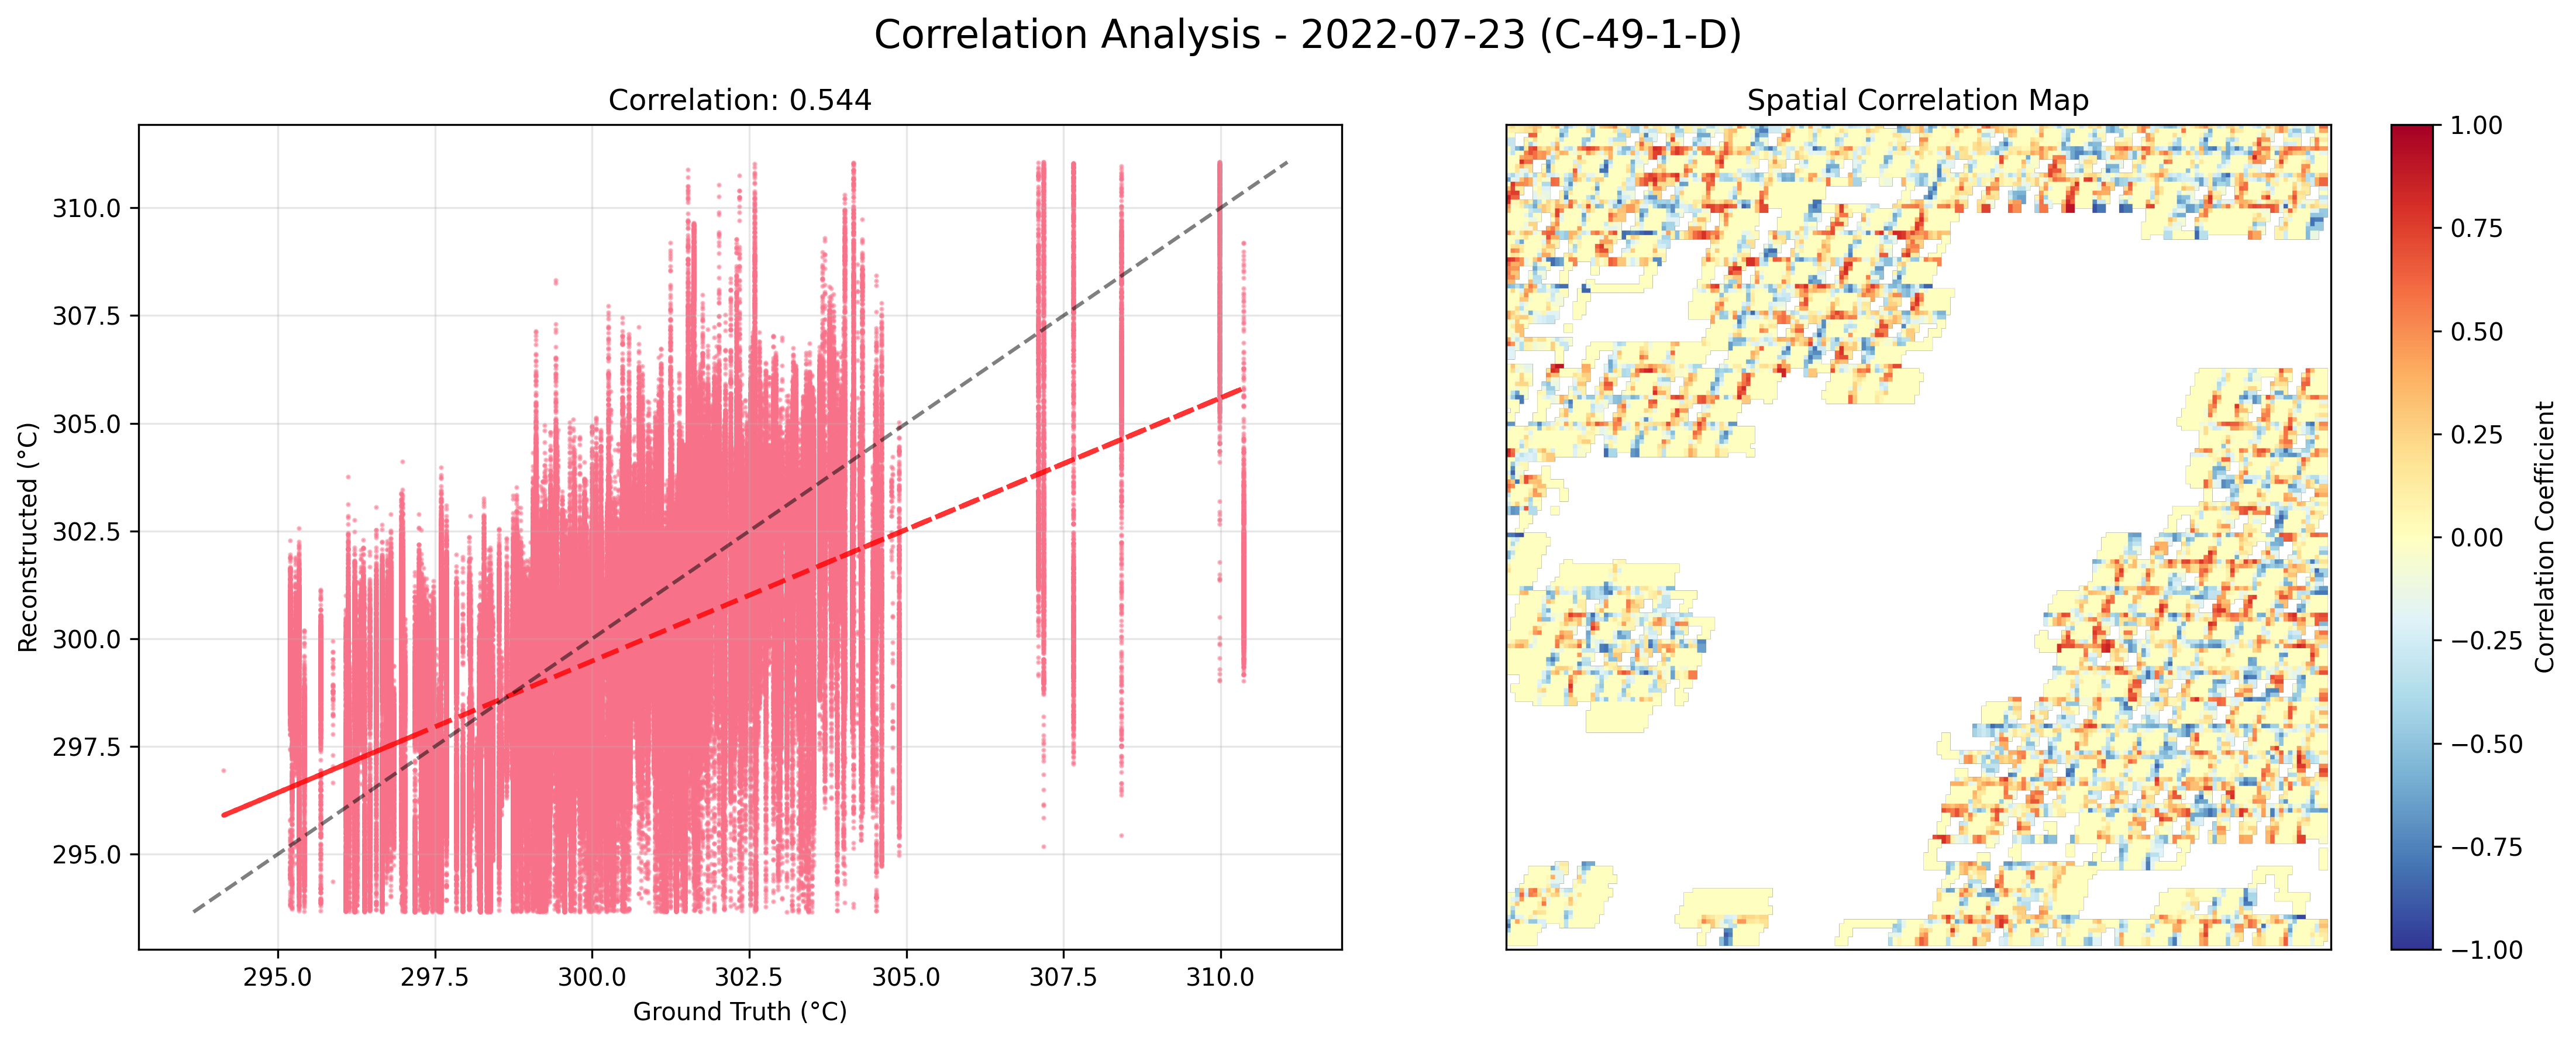 Correlation Analysis - 2022-07-23 (C-49-1-D)
Correlation: 0.544
Reconstructed (°C)
310.0
307.5
305.0
302.5
300.0
297.5
295.0
295.0 297.5 300.0 302.5 305.0 307.5 310.0
Ground Truth (°C)
Spatial Correlation Map
1.00
0.75
0.50
0.25
0.00
−0.25
−0.50
−0.75
−1.00
Correlation Coefficient